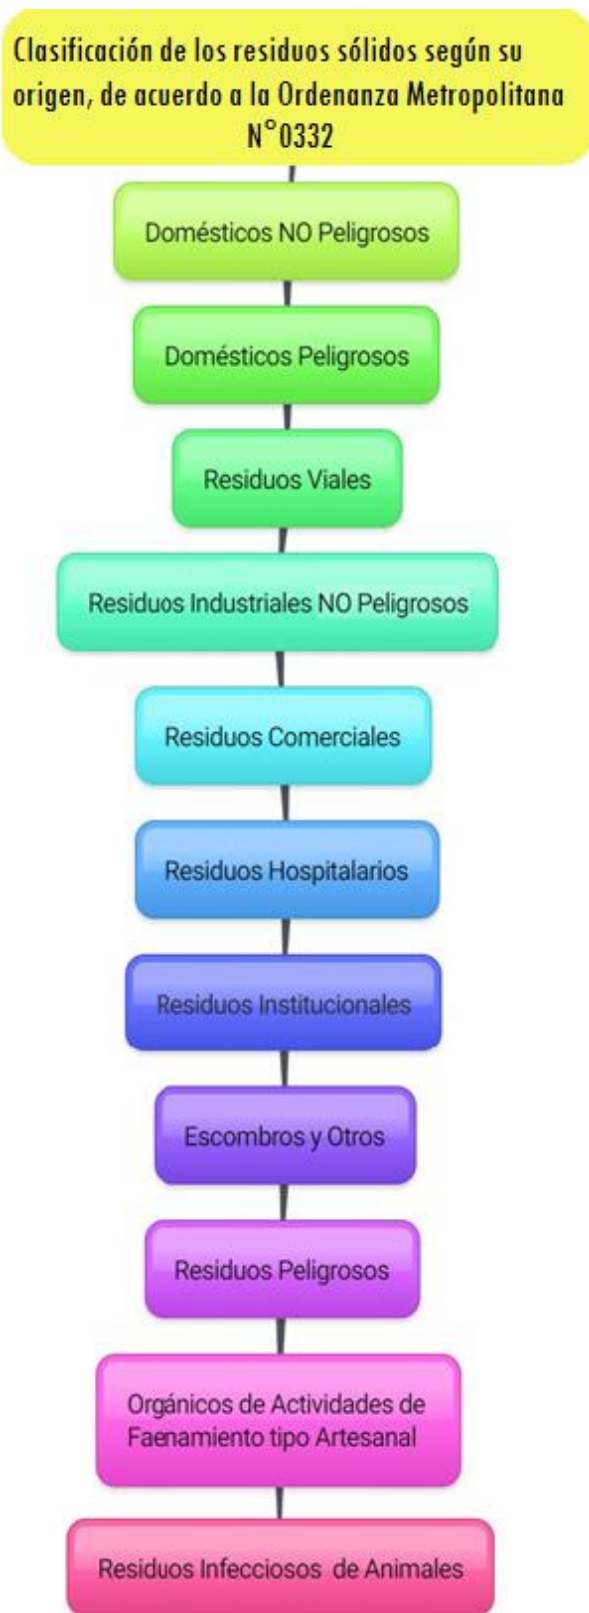 Clasificación de los residuos sólidos según su
origen, de acuerdo a la Ordenanza Metropolitana
N°0332
Domésticos NO Peligrosos
Domésticos Peligrosos
Residuos Viales
Residuos Industriales NO Peligrosos
Residuos Comerciales
Residuos Hospitalarios
Residuos Institucionales
Escombros y Otros
Residuos Peligrosos
Orgánicos de Actividades de
Faenamiento tipo Artesanal
Residuos Infecciosos de Animales